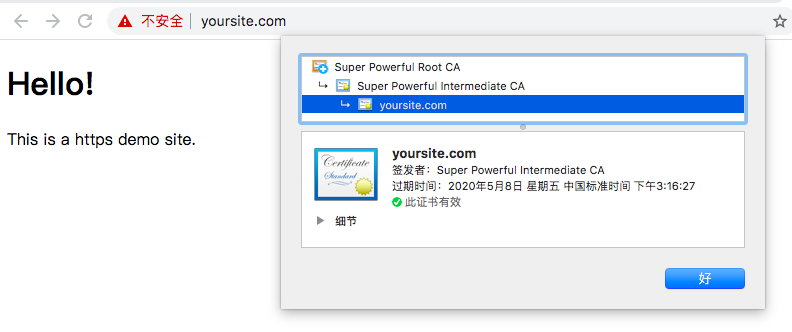 不安全 yoursite.com
Hello!
This is a https demo site.
Super Powerful Root CA
Super Powerful Intermediate CA
yoursite.com
Certificate
Standard
yoursite.com
签发者：Super Powerful Intermediate CA
过期时间：2020年5月8日 星期五 中国标准时间 下午3:16:27
此证书有效
细节
好